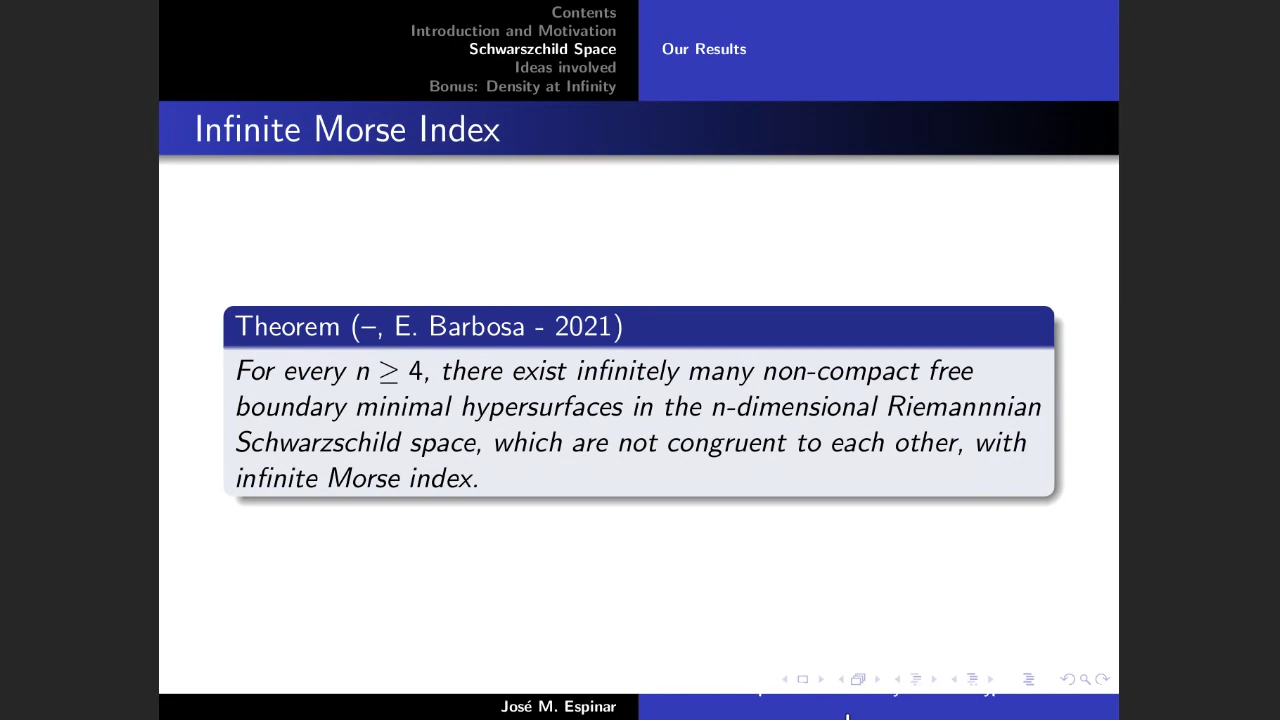 Contents
Introduction and Motivation
Schwarszchild Space
Ideas involved
Bonus: Density at Infinity
Our Results
Infinite Morse Index
Theorem (–, E. Barbosa - 2021)
For every n ≥ 4, there exist infinitely many non-compact free
boundary minimal hypersurfaces in the n-dimensional Riemannnian
Schwarzschild space, which are not congruent to each other, with
infinite Morse index.
José M. Espinar